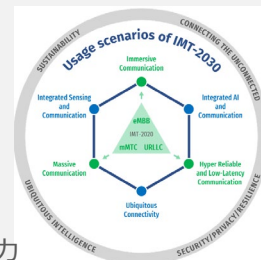 SUSTAINABILITY
CONNECTING THE UNCONNECTED
Usage scenarios of IMT-2030
Immersive
Communication
Integrated Sensing
and
Communication
Integrated AI
and
Communication
eMBB
IMT-2020
mMTC URLLC
Massive
Communication
Hyper Reliable
and Low-Latency
Communication
Ubiquitous
Connectivity
UBIQUITOUS INTELLIGENCE
SECURITY/PRIVACY/RESILIENCE